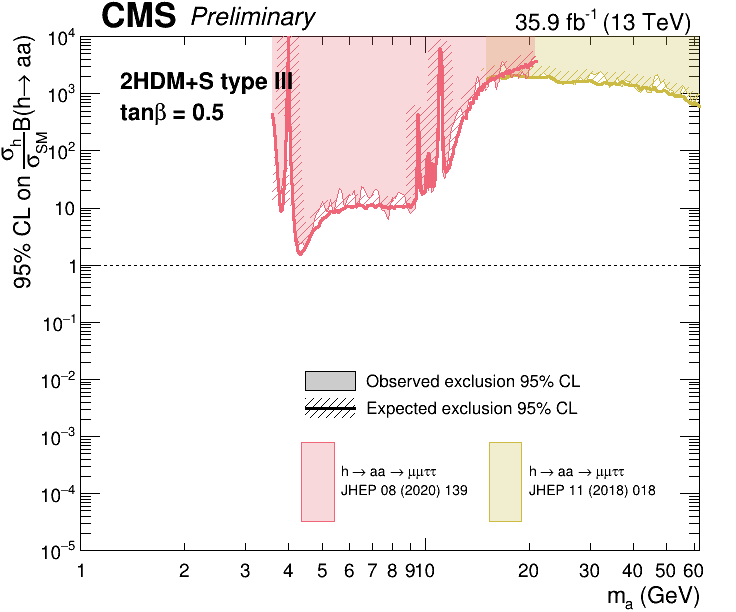 CMS Preliminary
35.9 fb⁻¹ (13 TeV)
95% CL on σh/σSM B(h→ aa)
10⁴
10³
10²
10
1
10⁻¹
10⁻²
10⁻³
10⁻⁴
10⁻⁵
2HDM+S type III
tanβ = 0.5
Observed exclusion 95% CL
Expected exclusion 95% CL
h → aa → μμττ
JHEP 08 (2020) 139
h → aa → μμττ
JHEP 11 (2018) 018
1 2 3 4 5 6 7 8 910 20 30 40 50 60
mₐ (GeV)